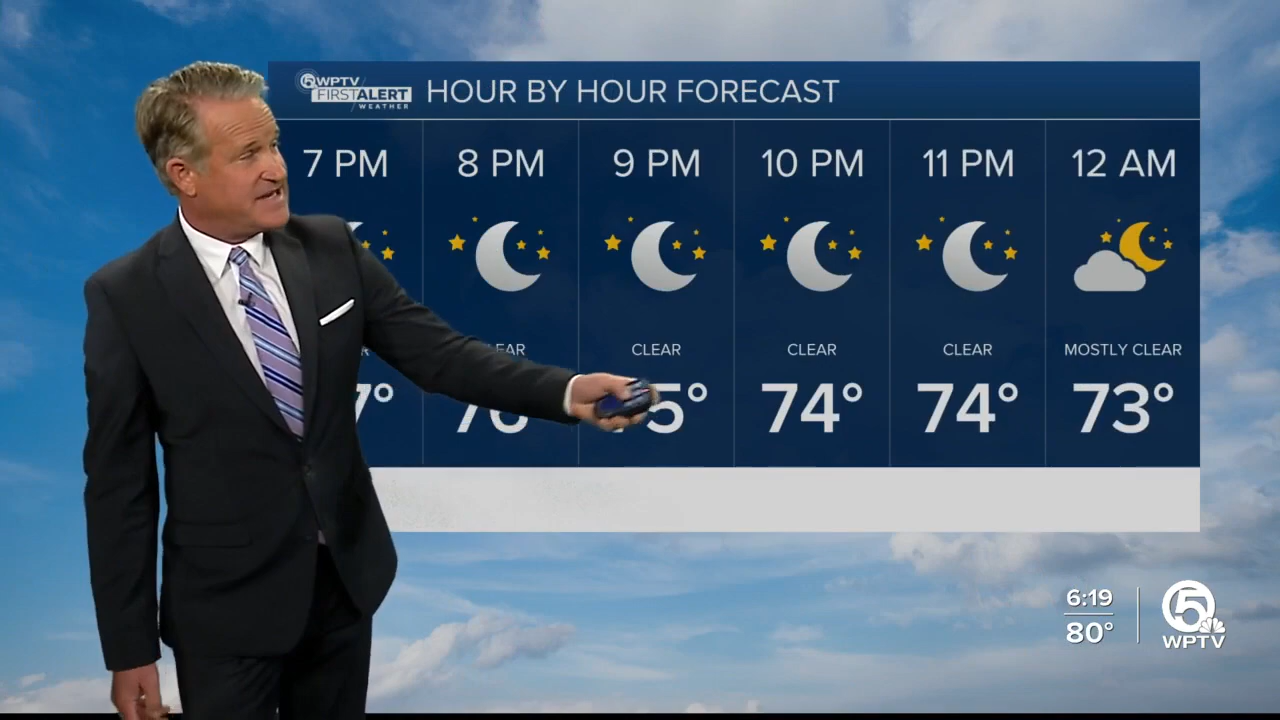 5 WPTV
FIRST ALERT
WEATHER
HOUR BY HOUR FORECAST
7 PM
8 PM
9 PM
10 PM
11 PM
12 AM
CLEAR
CLEAR
CLEAR
MOSTLY CLEAR
74°
74°
73°
6:19
80°
5
WPTV